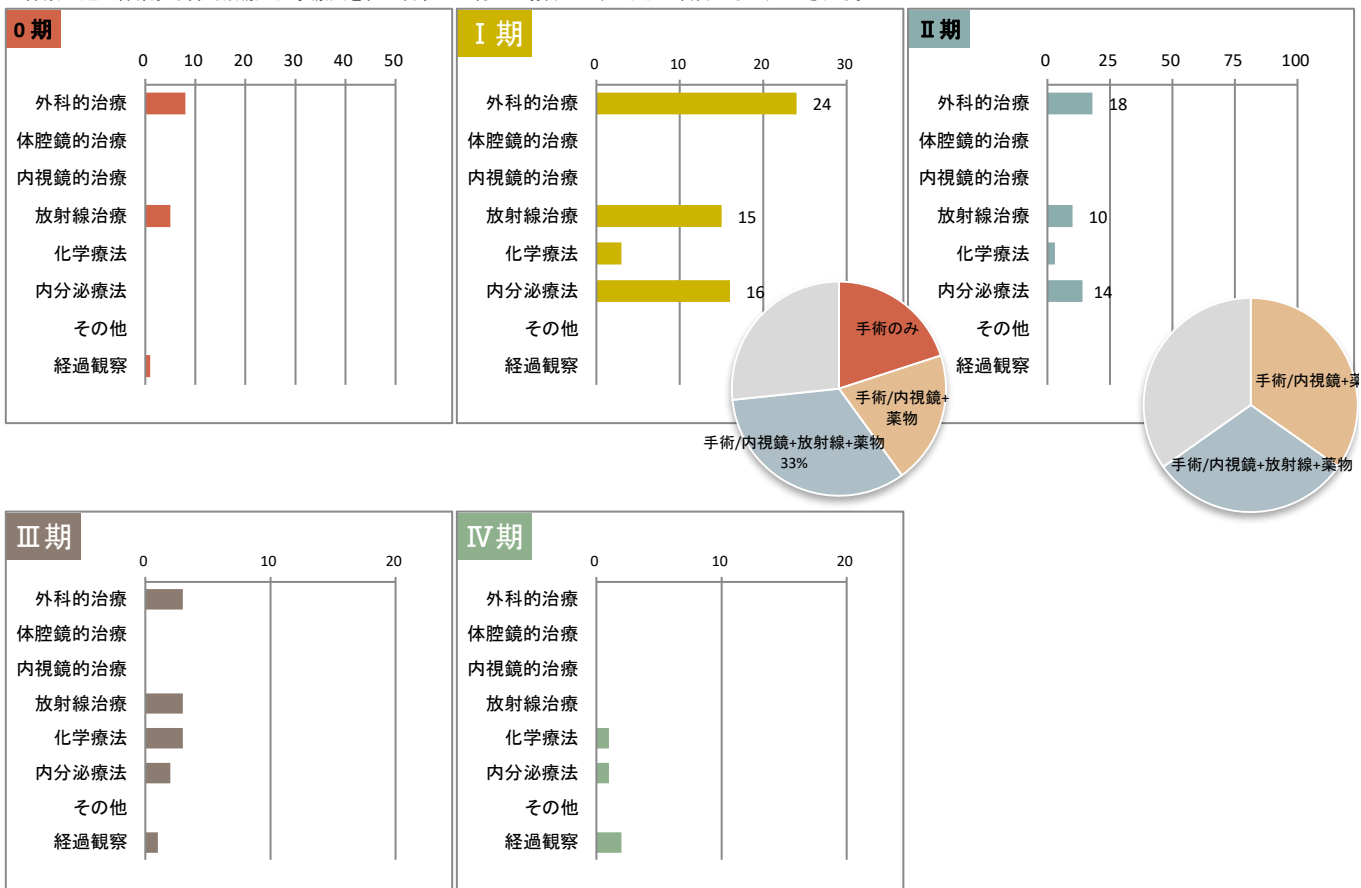 0 期
0 10 20 30 40 50
外科的治療
体腔鏡的治療
内視鏡的治療
放射線治療
化学療法
内分泌療法
その他
経過観察
Ⅰ 期
0 10 20 30
外科的治療 24
体腔鏡的治療
内視鏡的治療
放射線治療 15
化学療法
内分泌療法 16
その他
経過観察
手術のみ
手術/内視鏡+
薬物
手術/内視鏡+放射線+薬物
33%
Ⅱ 期
0 25 50 75 100
外科的治療 18
体腔鏡的治療
内視鏡的治療
放射線治療 10
化学療法
内分泌療法 14
その他
経過観察
手術/内視鏡+薬
手術/内視鏡+放射線+薬物
Ⅲ 期
0 10 20
外科的治療
体腔鏡的治療
内視鏡的治療
放射線治療
化学療法
内分泌療法
その他
経過観察
Ⅳ 期
0 10 20
外科的治療
体腔鏡的治療
内視鏡的治療
放射線治療
化学療法
内分泌療法
その他
経過観察